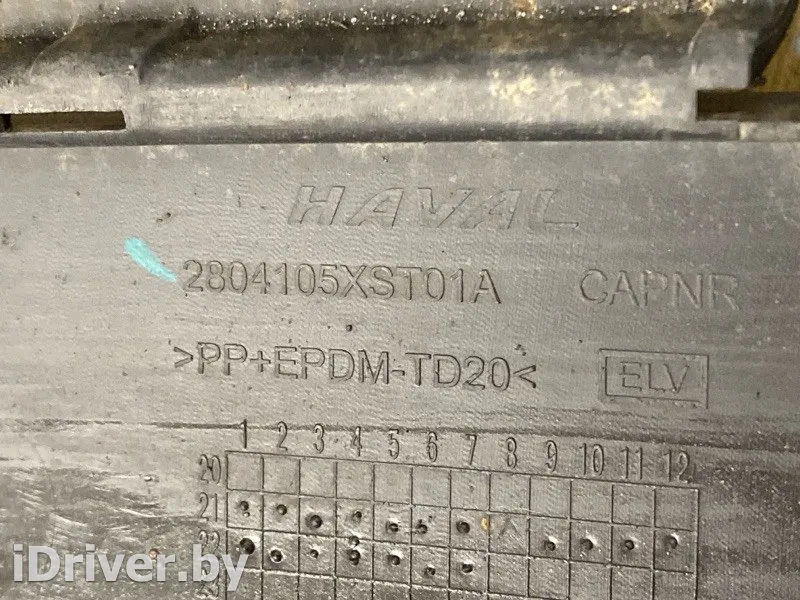 HAVAL
2804105XST01A CAPNR
>PP+EPDM-TD20< ELV
1 2 3 4 5 6 7 8 9 10 11 12
20
21
22
iDriver.by